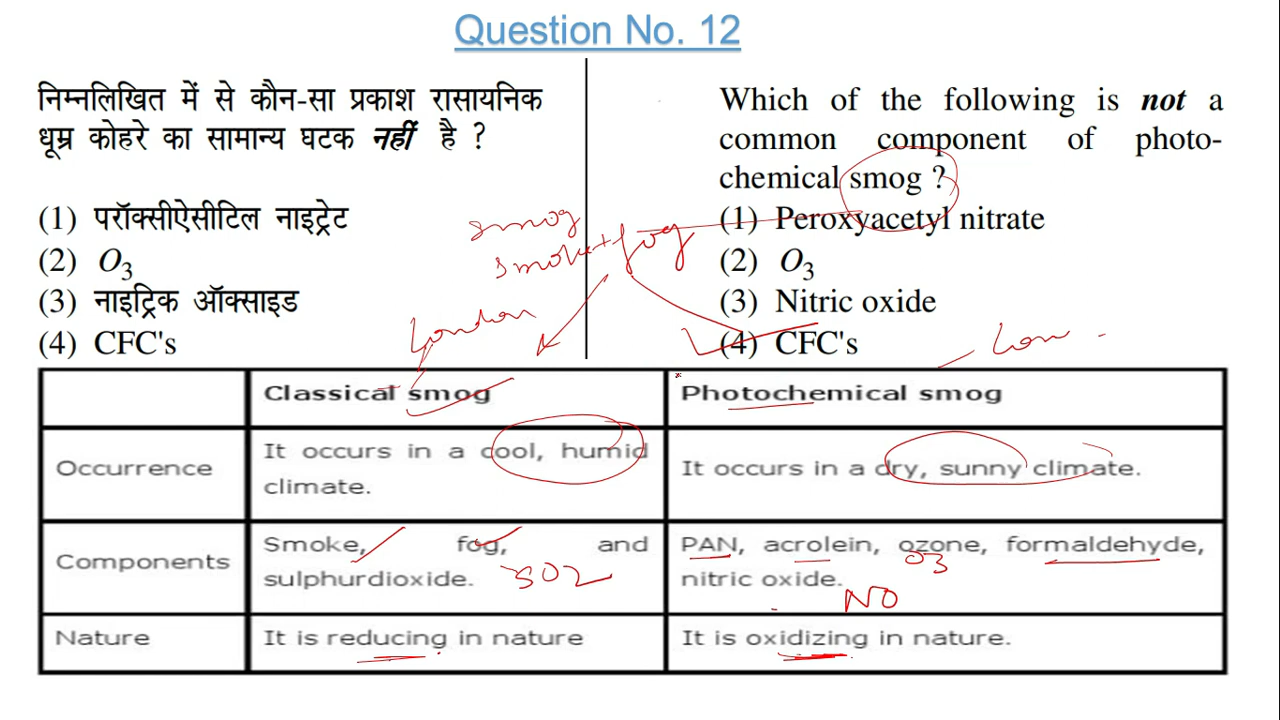 Question No. 12
निम्नलिखित में से कौन-सा प्रकाश रासायनिक
धूम्र कोहरे का सामान्य घटक नहीं है ?
(1) परॉक्सीऐसीटिल नाइट्रेट
(2) O3
(3) नाइट्रिक ऑक्साइड
(4) CFC's
Which of the following is not a
common component of photo-
chemical smog ?
(1) Peroxyacetyl nitrate
(2) O3
(3) Nitric oxide
(4) CFC's
smog
smoke+fog
London
Classical smog
Photochemical smog
Occurrence
It occurs in a cool, humid
climate.
It occurs in a dry, sunny climate.
Components
Smoke, fog, and
sulphurdioxide.
SO2
PAN, acrolein, ozone, formaldehyde,
O3
nitric oxide.
NO
Nature
It is reducing in nature
It is oxidizing in nature.